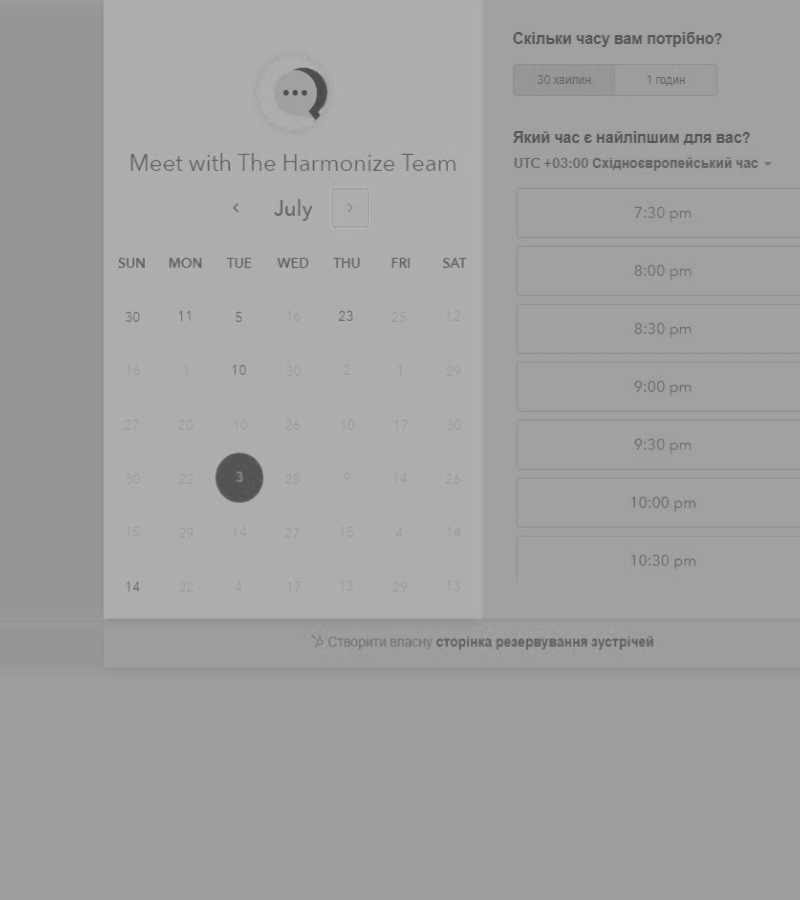 Meet with The Harmonize Team
July
SUN MON TUE WED THU FRI SAT
30 11 5 16 23 25 12
16 1 10 30 2 1 29
27 20 10 26 10 17 30
30 22 3 28 9 14 26
15 29 14 27 15 4 14
14 22 4 17 13 29 13
Скільки часу вам потрібно?
30 хвилин 1 годин
Який час є найліпшим для вас?
UTC +03:00 Східноєвропейський час
7:30 pm
8:00 pm
8:30 pm
9:00 pm
9:30 pm
10:00 pm
10:30 pm
Створити власну сторінка резервування зустрічей